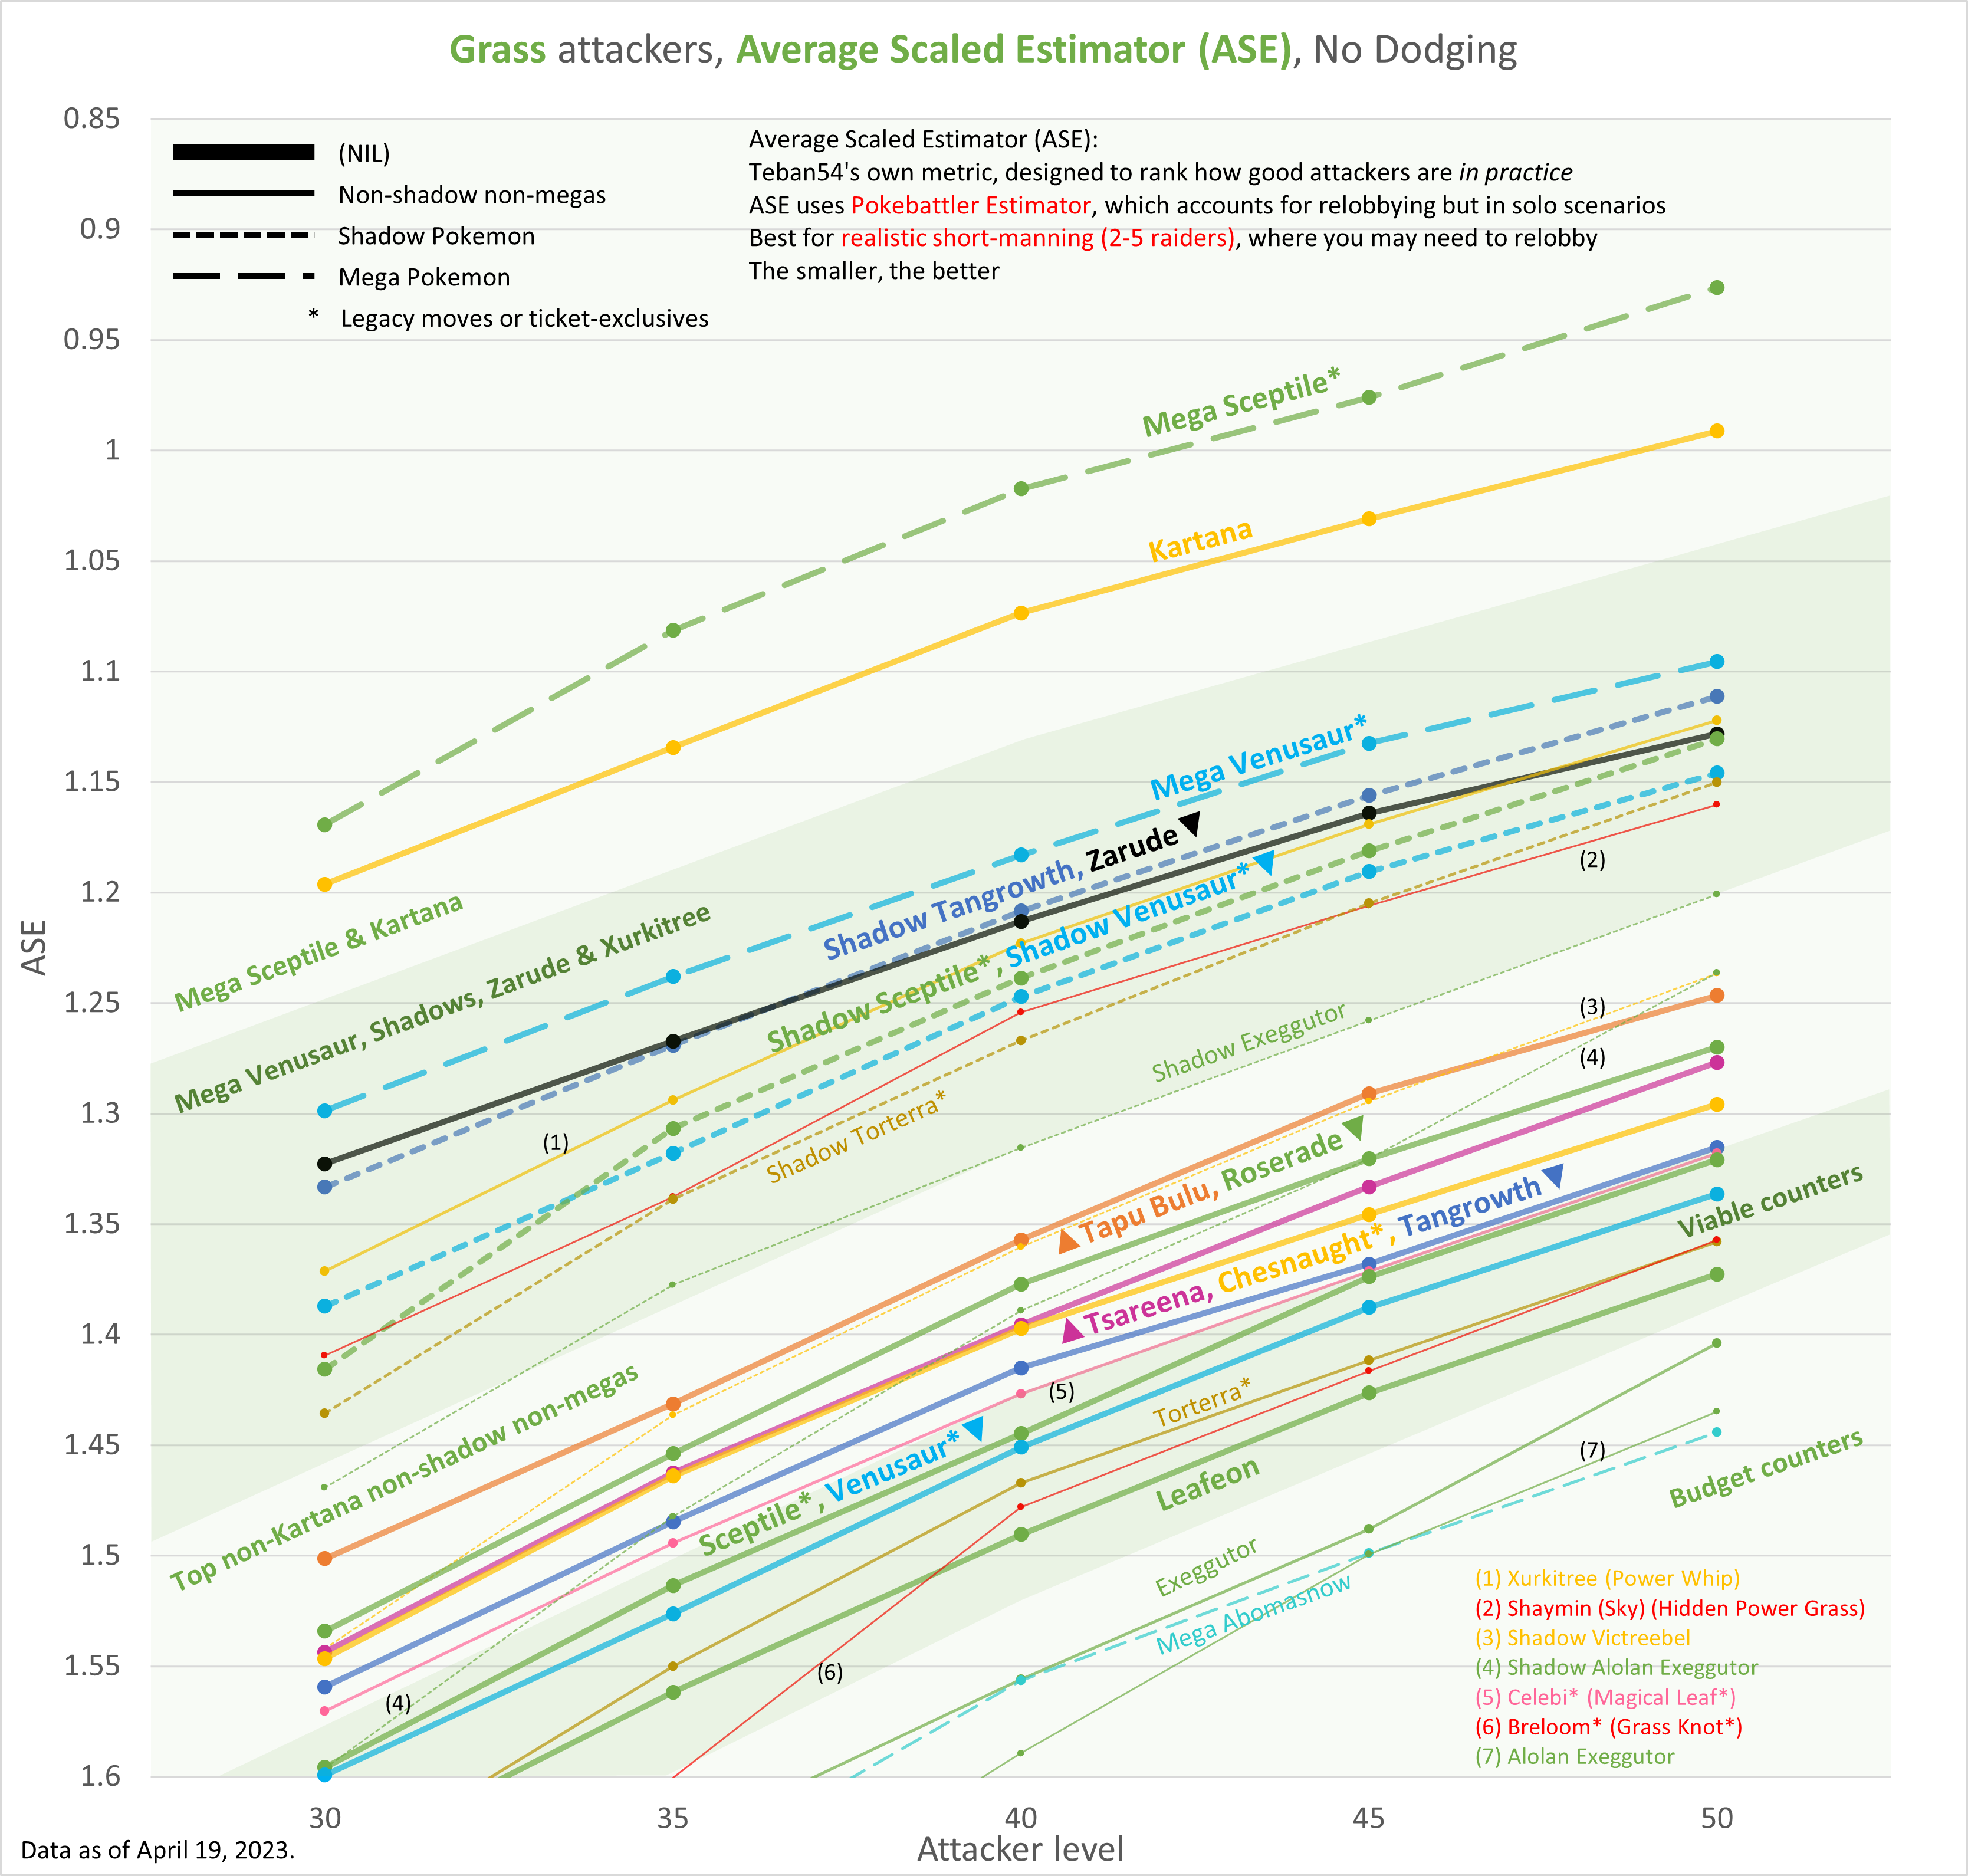 Grass attackers, Average Scaled Estimator (ASE), No Dodging
0.85
0.9
0.95
1
1.05
1.1
1.15
1.2
1.25
1.3
1.35
1.4
1.45
1.5
1.55
1.6
ASE
(NIL)
Non-shadow non-megas
Shadow Pokemon
Mega Pokemon
* Legacy moves or ticket-exclusives
Average Scaled Estimator (ASE):
Teban54's own metric, designed to rank how good attackers are in practice
ASE uses Pokebattler Estimator, which accounts for relobbying but in solo scenarios
Best for realistic short-manning (2-5 raiders), where you may need to relobby
The smaller, the better
Mega Sceptile*
Kartana
Mega Venusaur*
Shadow Tangrowth, Zarude
Shadow Sceptile*, Shadow Venusaur*
(2)
Mega Sceptile & Kartana
Mega Venusaur, Shadows, Zarude & Xurkitree
(1)
Shadow Torterra*
Shadow Exeggutor
(3)
(4)
Tapu Bulu, Roserade
Tsareena, Chesnaught*, Tangrowth
Viable counters
Top non-Kartana non-shadow non-megas
(5)
Sceptile*, Venusaur*
Torterra*
Leafeon
(7)
Budget counters
Exeggutor
Mega Abomasnow
(6)
(4)
(1) Xurkitree (Power Whip)
(2) Shaymin (Sky) (Hidden Power Grass)
(3) Shadow Victreebel
(4) Shadow Alolan Exeggutor
(5) Celebi* (Magical Leaf*)
(6) Breloom* (Grass Knot*)
(7) Alolan Exeggutor
30
35
40
45
50
Attacker level
Data as of April 19, 2023.